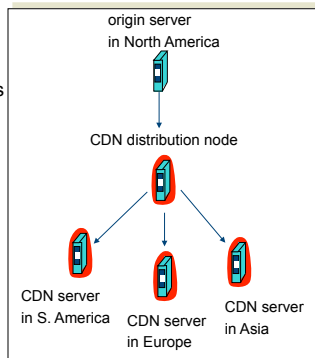 origin server
in North America
s
CDN distribution node
CDN server
in S. America
CDN server
in Europe
CDN server
in Asia